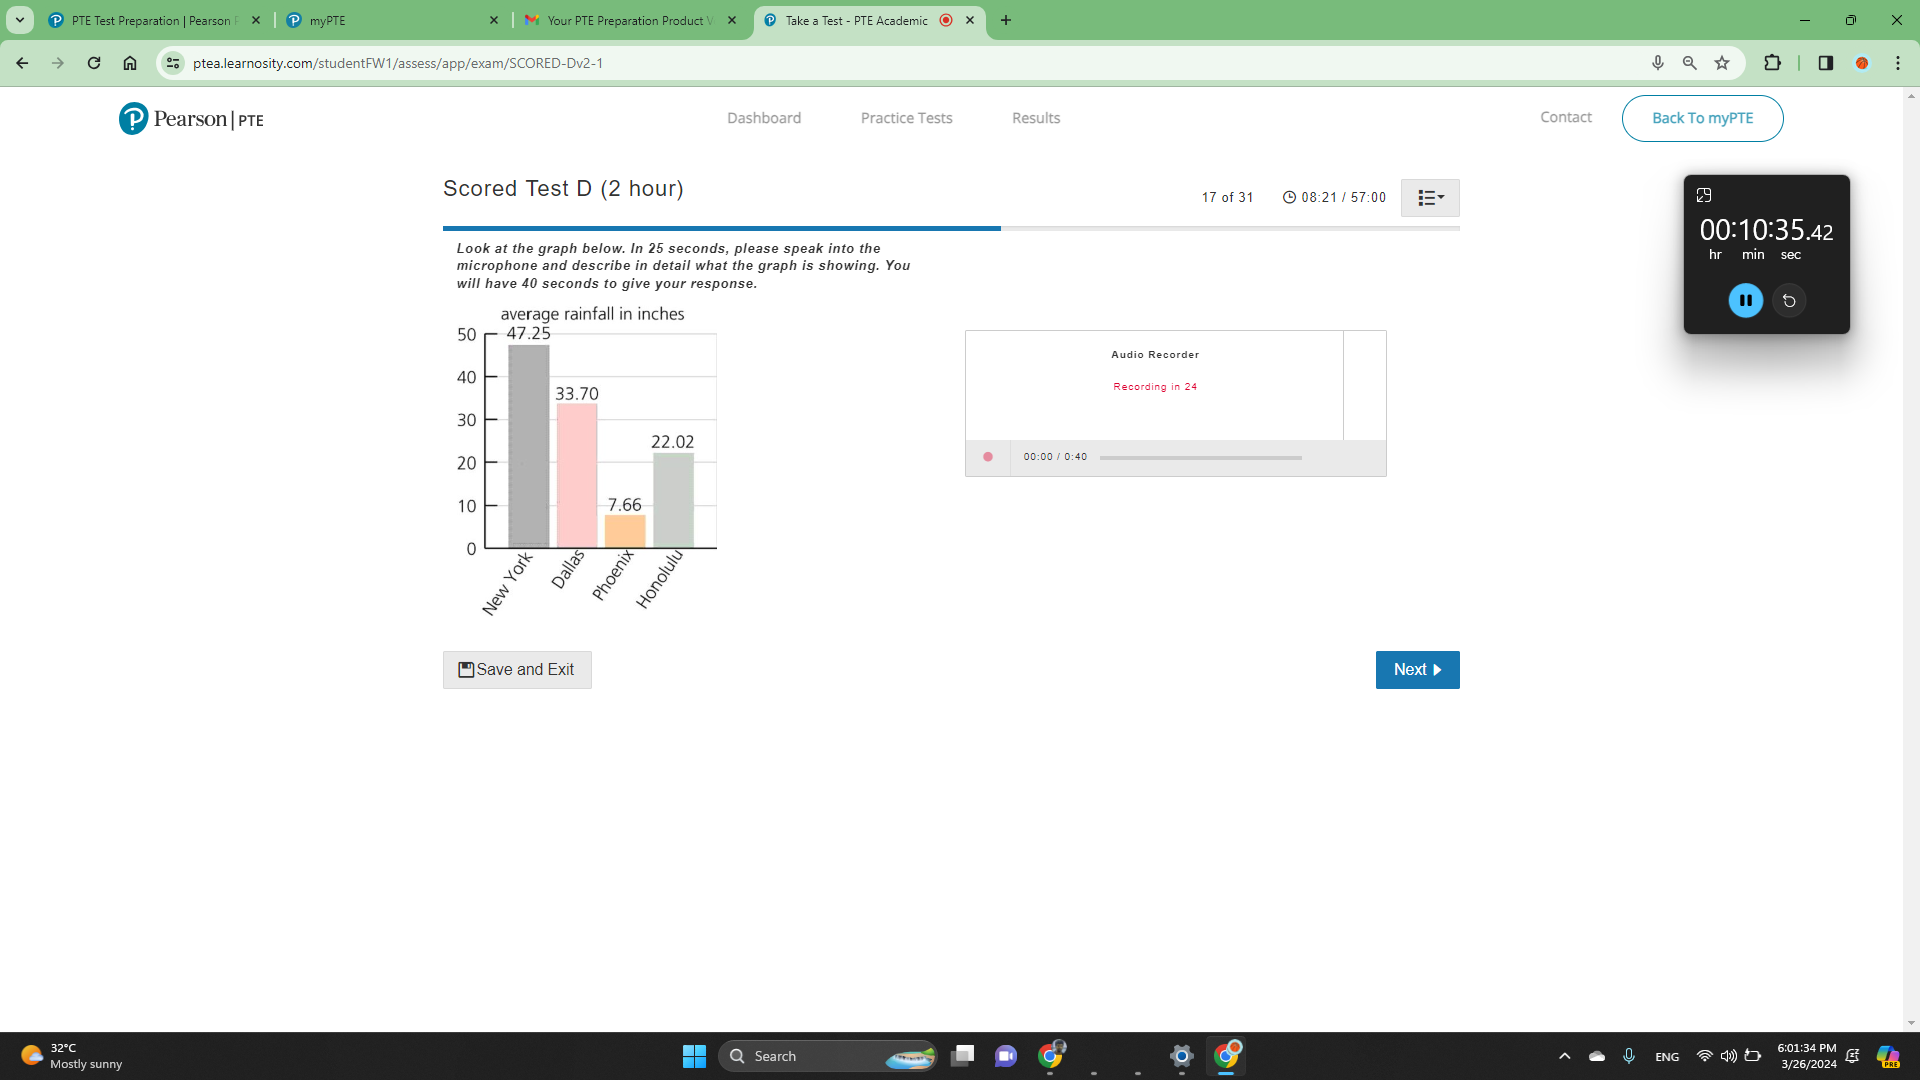 PTE Test Preparation | Pearson P
myPTE
Your PTE Preparation Product V
Take a Test - PTE Academic
ptea.learnosity.com/studentFW1/assess/app/exam/SCORED-Dv2-1
Pearson | PTE
Dashboard
Practice Tests
Results
Contact
Back To myPTE
Scored Test D (2 hour)
17 of 31
08:21 / 57:00
00:10:35.42
hr min sec
Look at the graph below. In 25 seconds, please speak into the
microphone and describe in detail what the graph is showing. You
will have 40 seconds to give your response.
average rainfall in inches
50
40
30
20
10
0
47.25
33.70
7.66
22.02
New York
Dallas
Phoenix
Honolulu
Audio Recorder
Recording in 24
00:00 / 0:40
Save and Exit
Next
32°C
Mostly sunny
Search
ENG
6:01:34 PM
3/26/2024
PRE